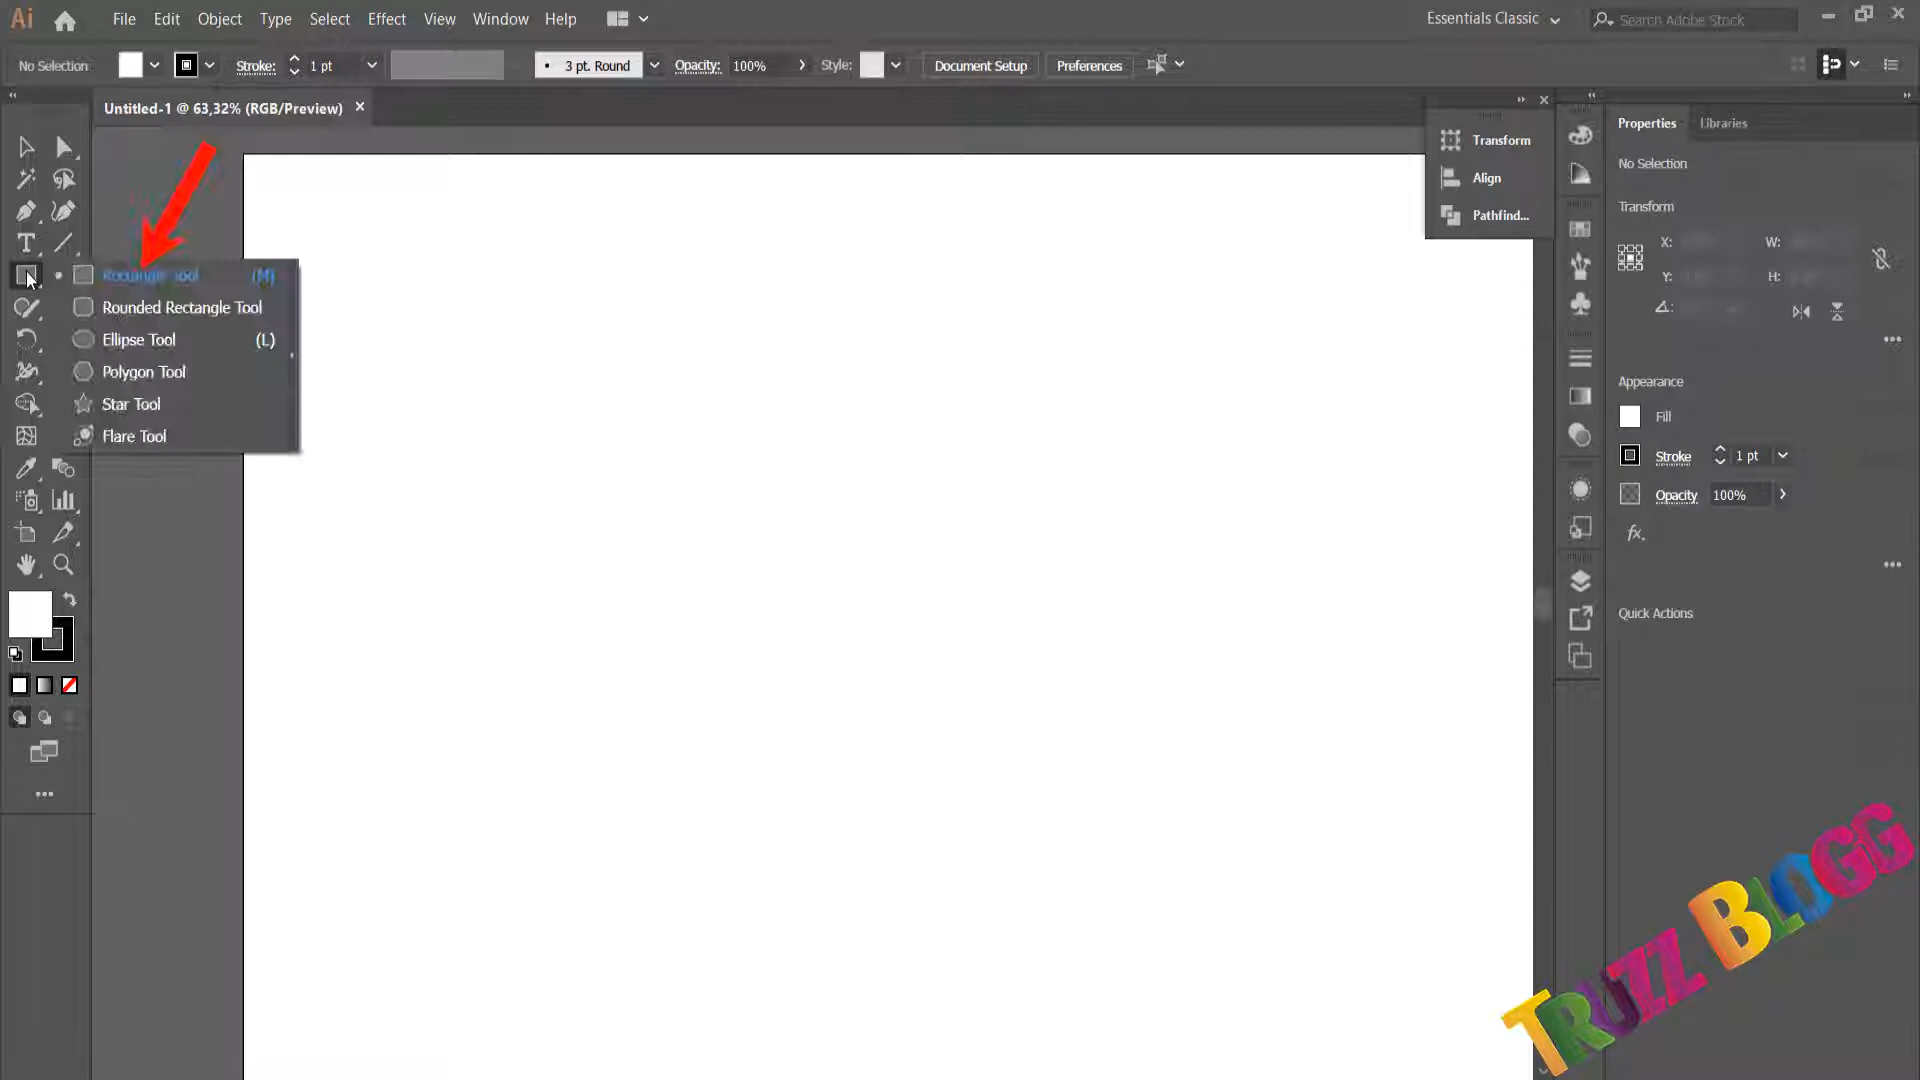 Ai File Edit Object Type Select Effect View Window Help Essentials Classic Search Adobe Stock
No Selection Stroke: 1 pt 3 pt. Round Opacity: 100% Style: Document Setup Preferences
Untitled-1 @ 63,32% (RGB/Preview)
Transform
Align
Pathfind...
Properties Libraries
No Selection
Transform
X: W:
Y: H:
Appearance
Fill
Stroke 1 pt
Opacity 100%
fx.
Quick Actions
Rectangle Tool (M)
Rounded Rectangle Tool
Ellipse Tool (L)
Polygon Tool
Star Tool
Flare Tool
TRUZZ BLOGG